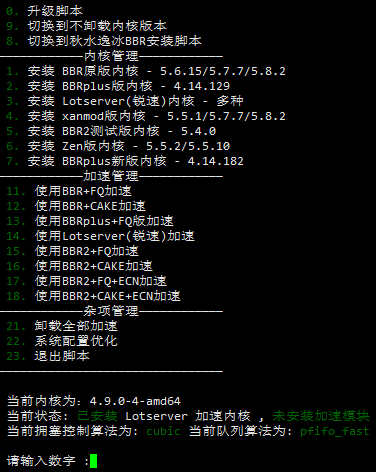 0. 升级脚本
9. 切换到不卸载内核版本
8. 切换到秋水逸冰BBR安装脚本
————————————内核管理————————————
1. 安装 BBR原版内核 - 5.6.15/5.7.7/5.8.2
2. 安装 BBRplus版内核 - 4.14.129
3. 安装 Lotserver(锐速)内核 - 多种
4. 安装 xanmod版内核 - 5.5.1/5.7.7/5.8.2
5. 安装 BBR2测试版内核 - 5.4.0
6. 安装 Zen版内核 - 5.5.2/5.5.10
7. 安装 BBRplus新版内核 - 4.14.182
————————————加速管理————————————
11. 使用BBR+FQ加速
12. 使用BBR+CAKE加速
13. 使用BBRplus+FQ版加速
14. 使用Lotserver(锐速)加速
15. 使用BBR2+FQ加速
16. 使用BBR2+CAKE加速
17. 使用BBR2+FQ+ECN加速
18. 使用BBR2+CAKE+ECN加速
————————————杂项管理————————————
21. 卸载全部加速
22. 系统配置优化
23. 退出脚本
————————————————————————————————
当前内核为：4.9.0-4-amd64
当前状态: 已安装 Lotserver 加速内核 , 未安装加速模块
当前拥塞控制算法为: cubic 当前队列算法为: pfifo_fast
请输入数字 :